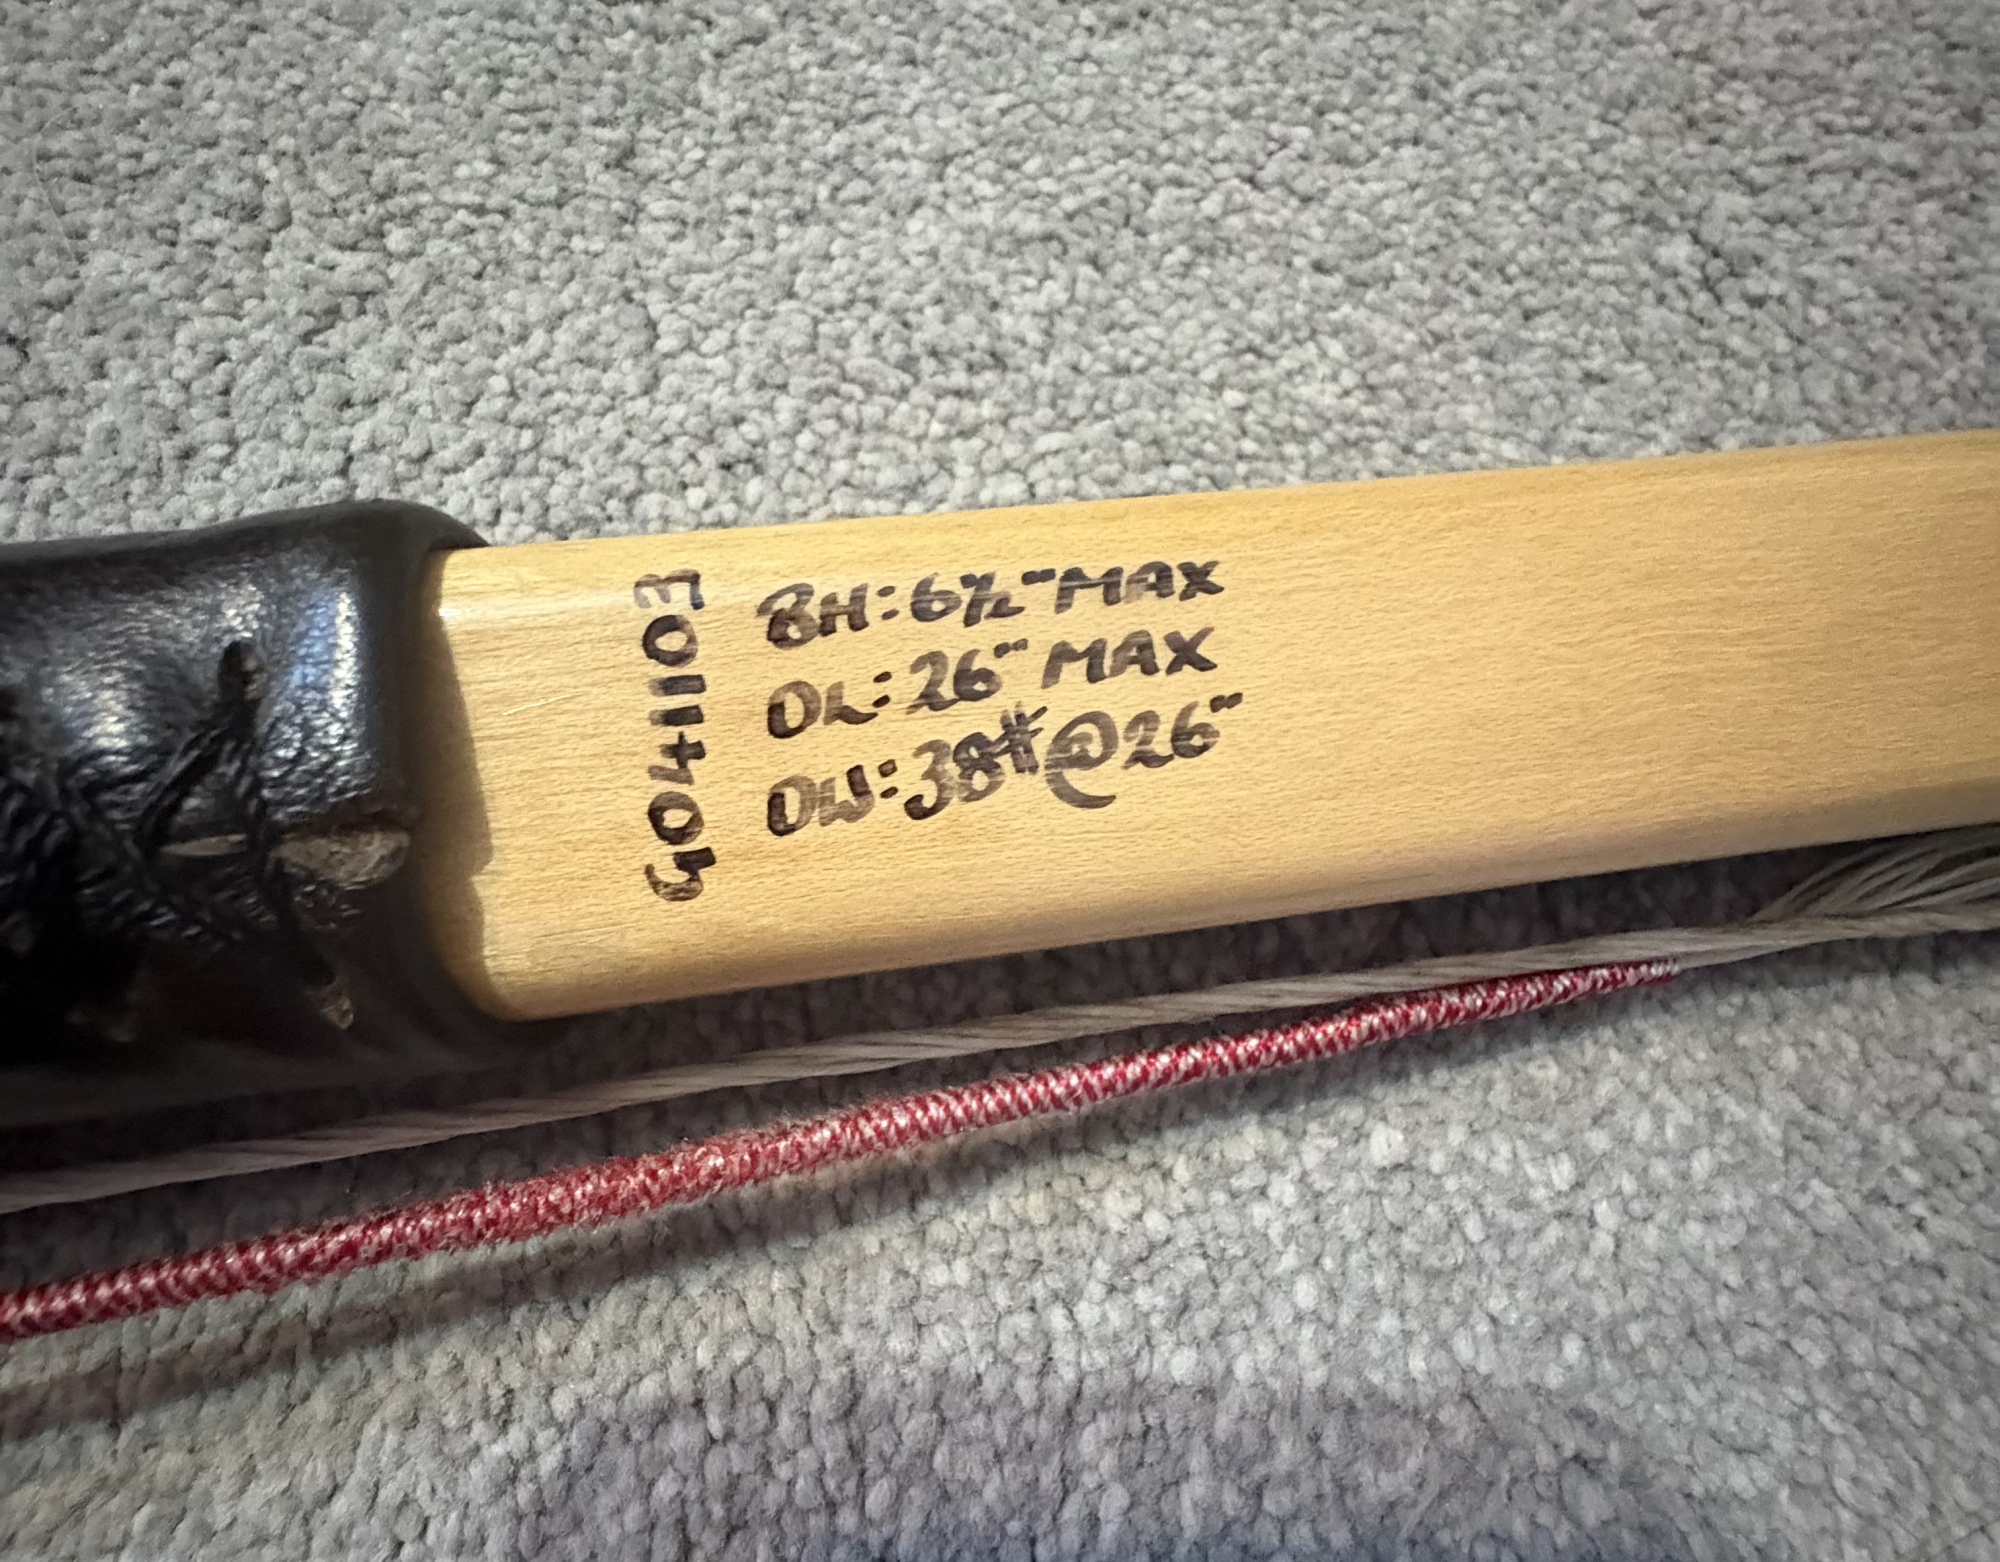 G041103
BH: 6½" MAX
DL: 26" MAX
DW: 38#@26"